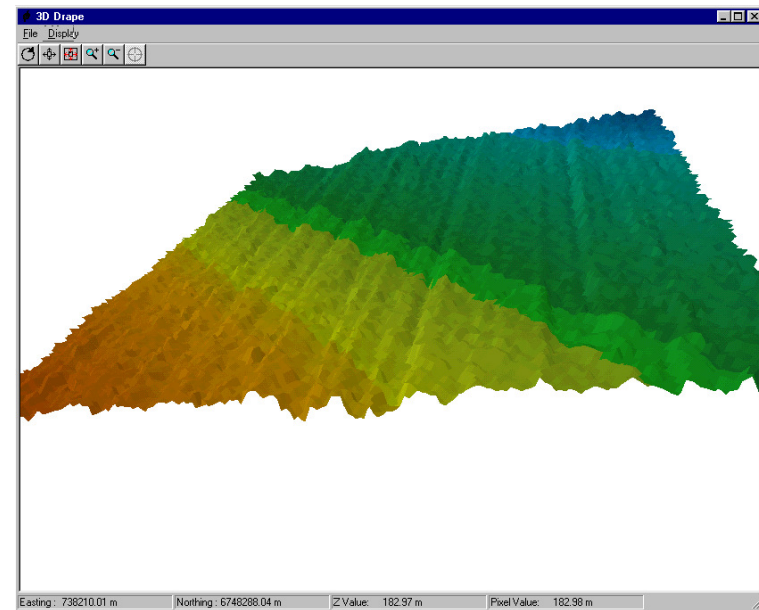 3D Drape
File Display
Easting : 738210.01 m Northing : 6748288.04 m Z Value: 182.97 m Pixel Value: 182.98 m